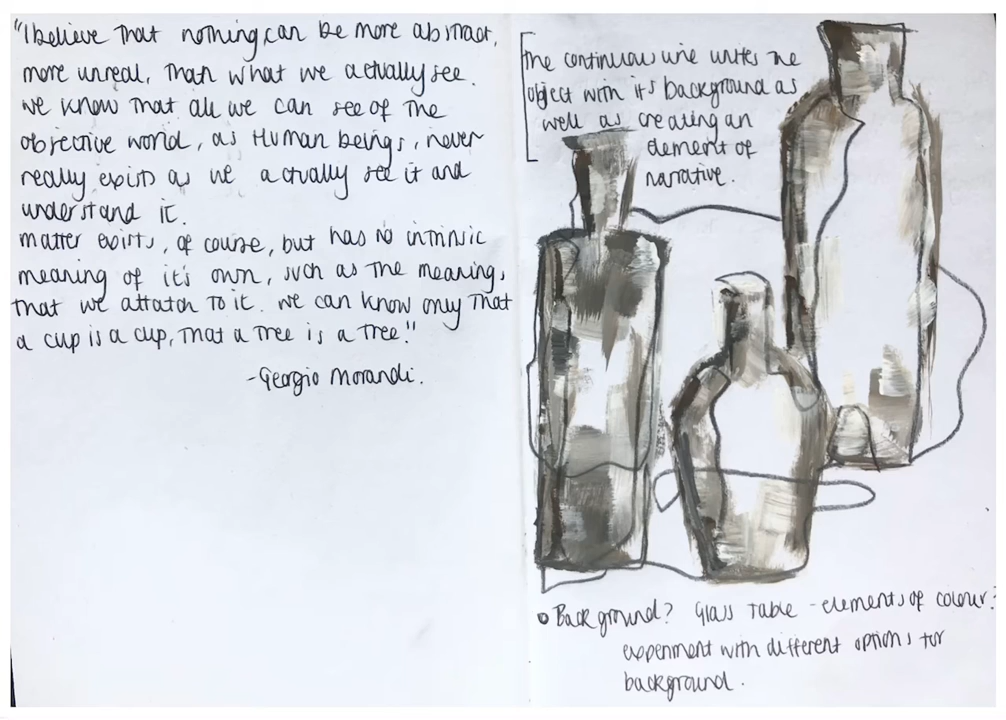 "I believe that nothing can be more abstract,
more unreal, than what we actually see.
we know that all we can see of the
objective world, as Human beings, never
really exists as we actually see it and
understand it.
matter exists, of course, but has no intrinsic
meaning of it's own, such as the meanings
that we attatch to it. we can know only that
a cup is a cup, that a tree is a tree."
-Georgio Morandi.
The continuous line unites the
object with its background as
well as creating an
element of
narrative.
Background? Glass table - elements of colour?
experiment with different options for
background.